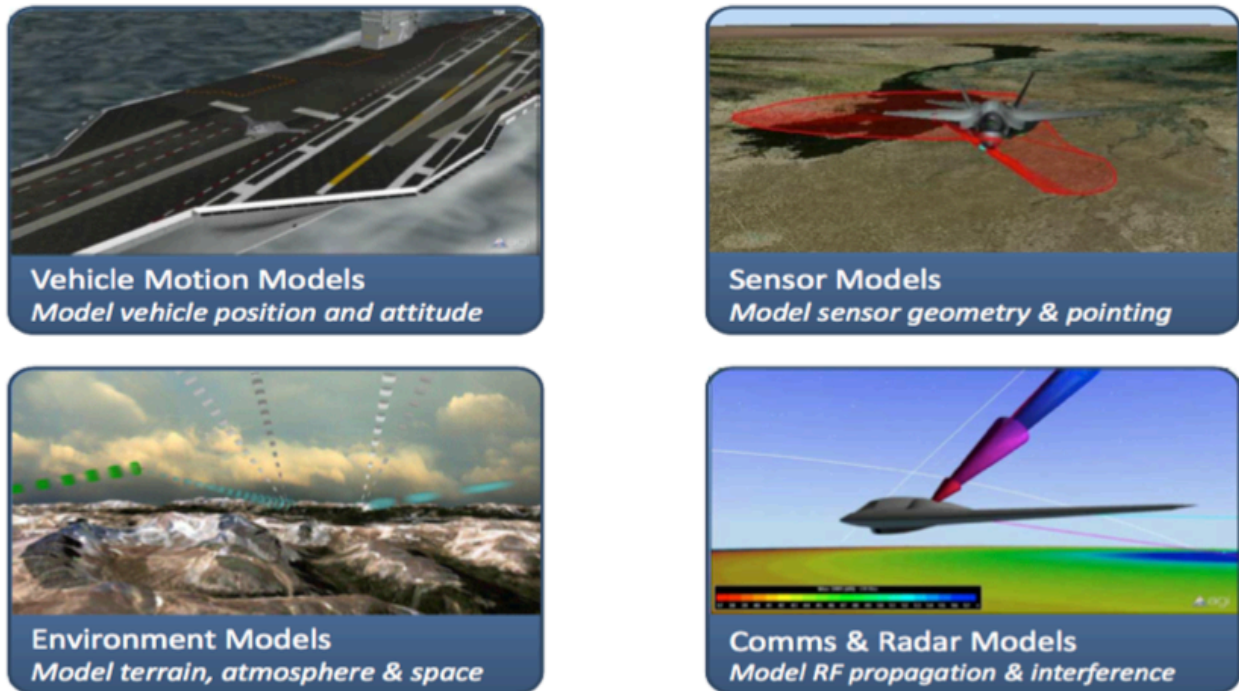 Vehicle Motion Models
Model vehicle position and attitude
Sensor Models
Model sensor geometry & pointing
Environment Models
Model terrain, atmosphere & space
Comms & Radar Models
Model RF propagation & interference
agi